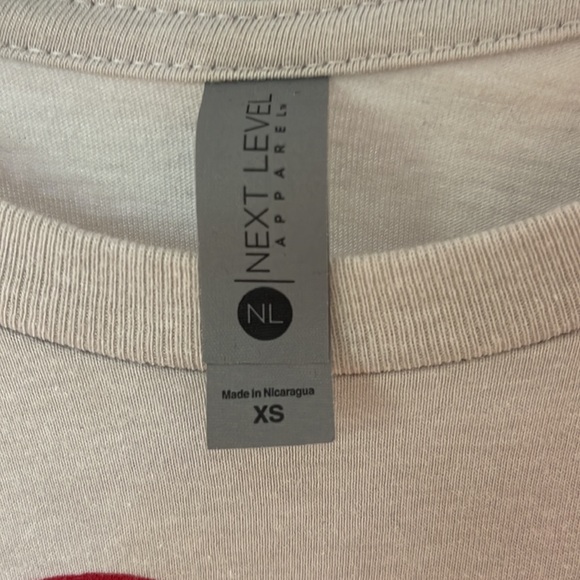 NEXT LEVEL
APPAREL
NL
Made in Nicaragua
XS